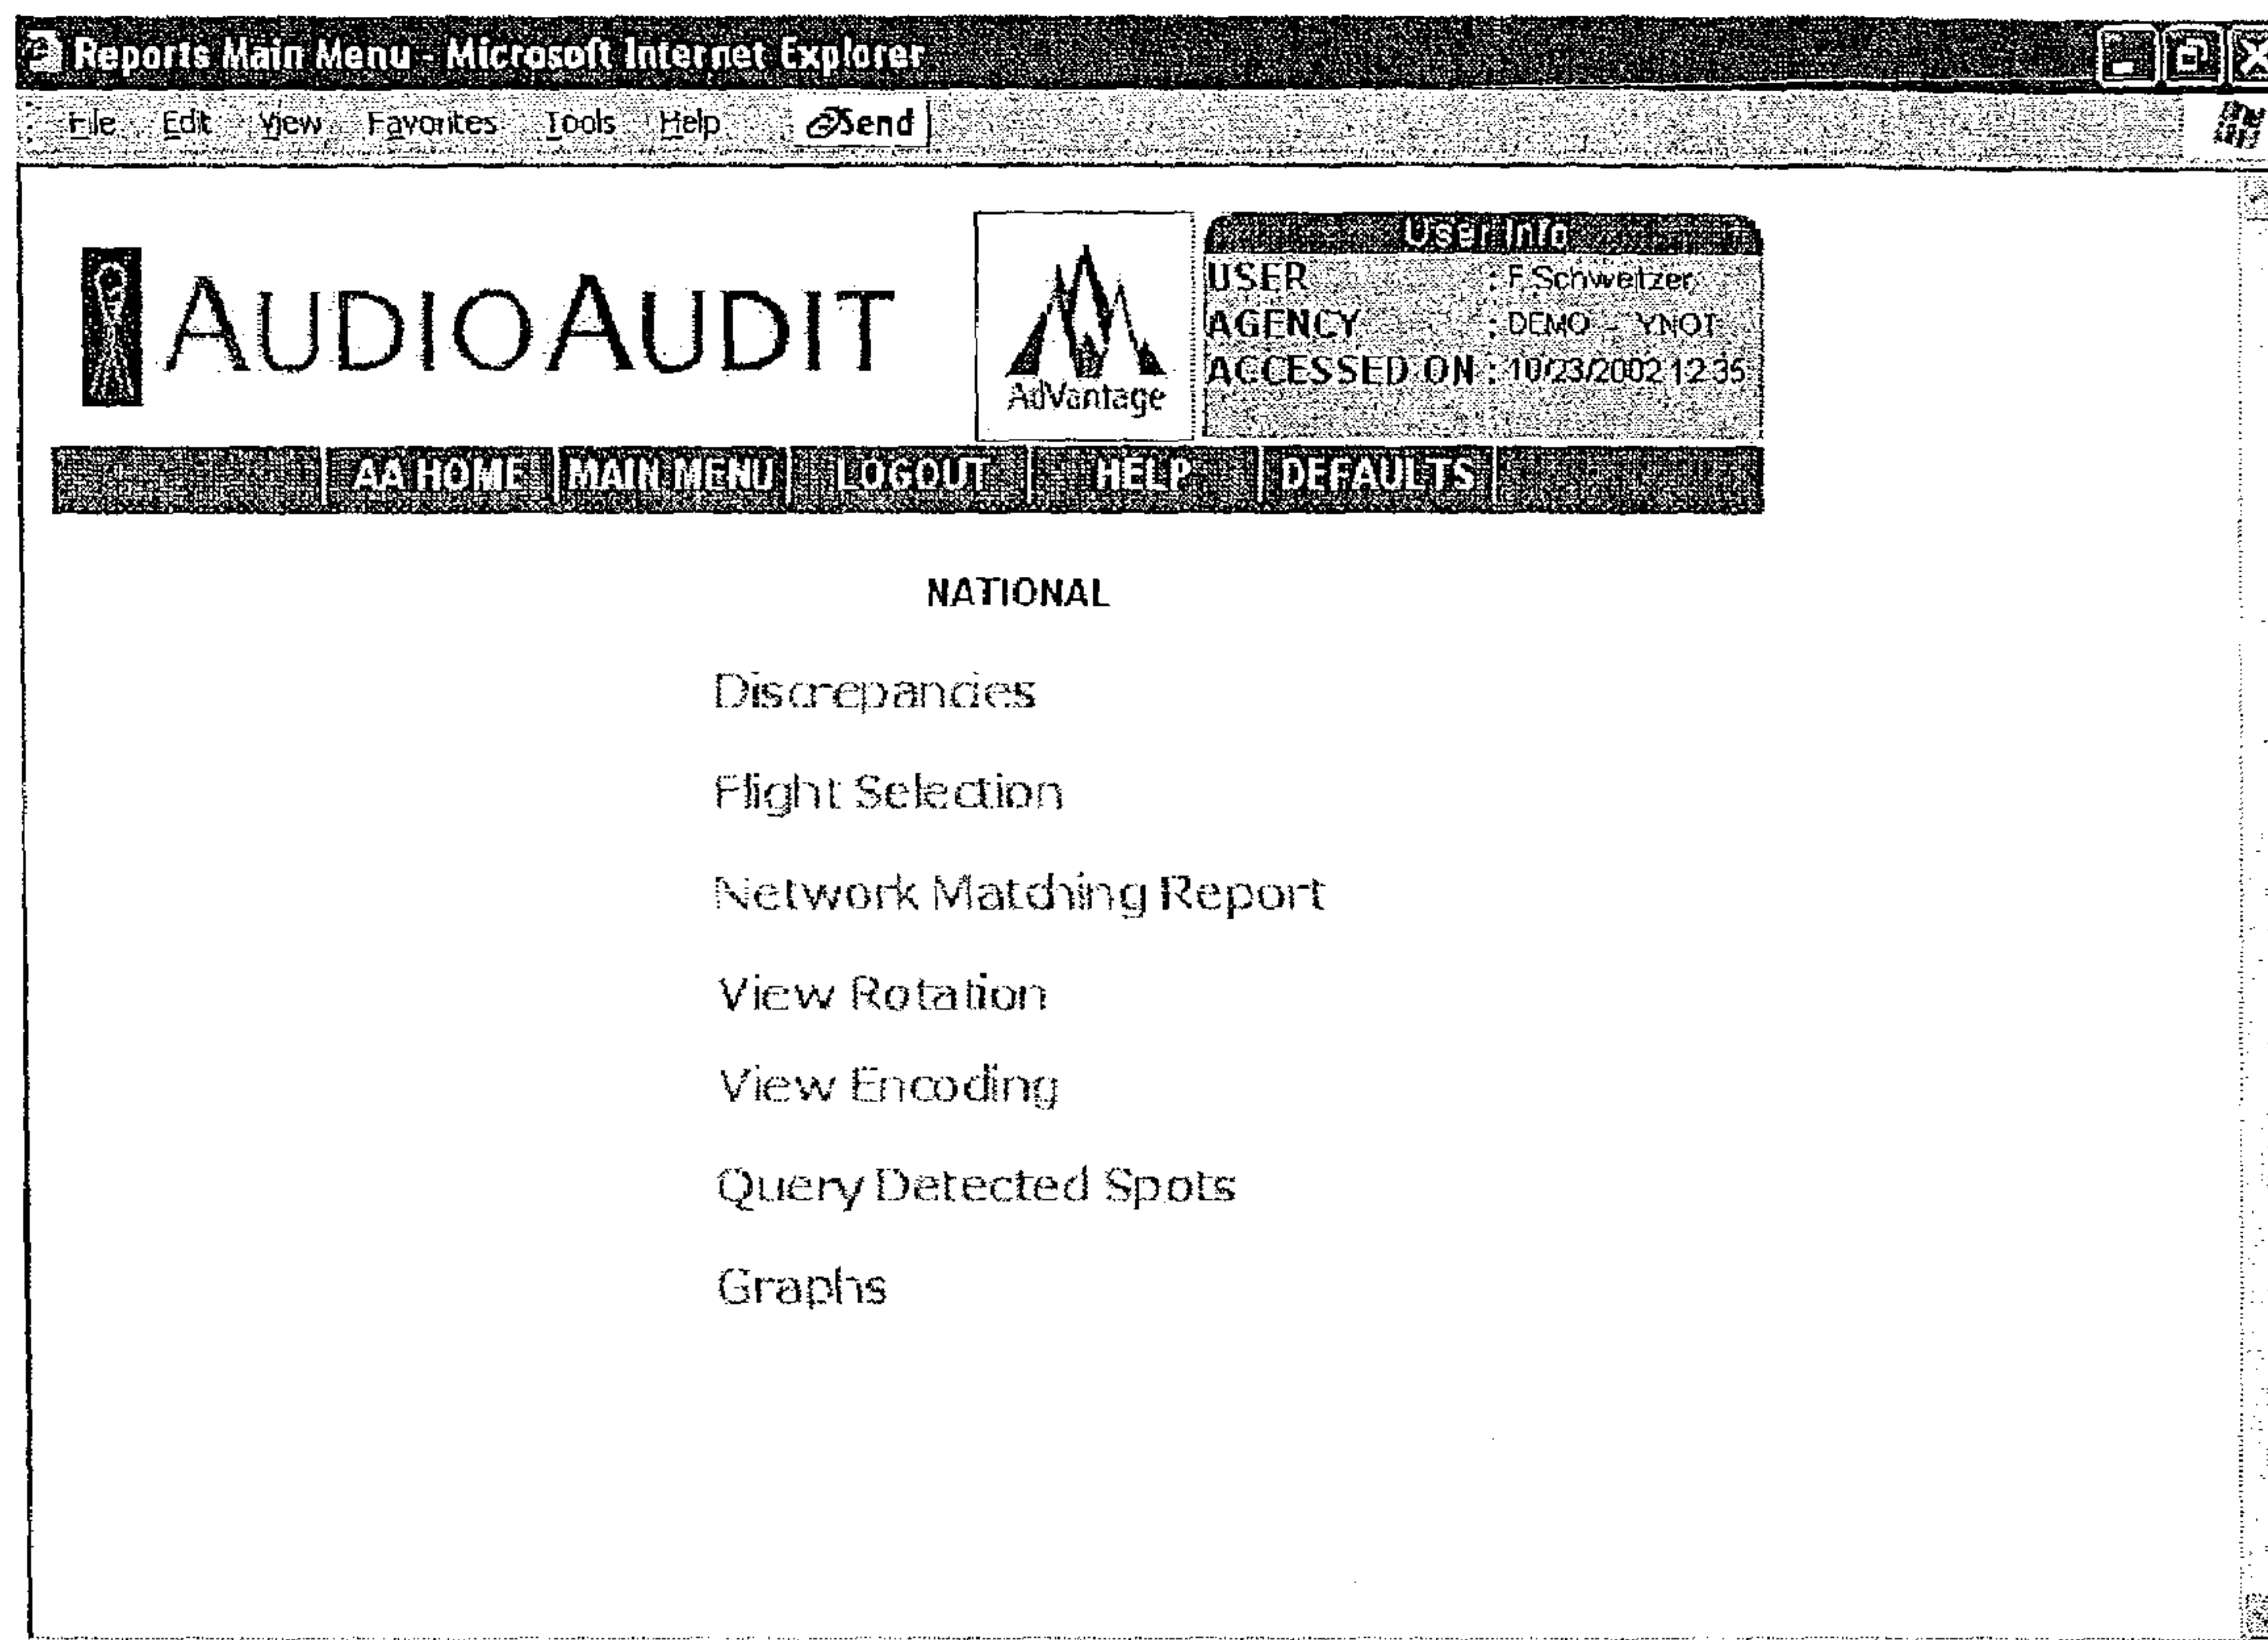 Reports Main Menu - Microsoft Internet Explorer
File Edit View Favorites Tools Help Send
AUDIOAUDIT
AdVantage
User Info
USER : F.Schweitzer
AGENCY : DEMO - YNOT
ACCESSED ON : 10/23/2002 12:35
AA HOME MAIN MENU LOGOUT HELP DEFAULTS
NATIONAL
Discrepancies
Flight Selection
Network Matching Report
View Rotation
View Encoding
Query Detected Spots
Graphs